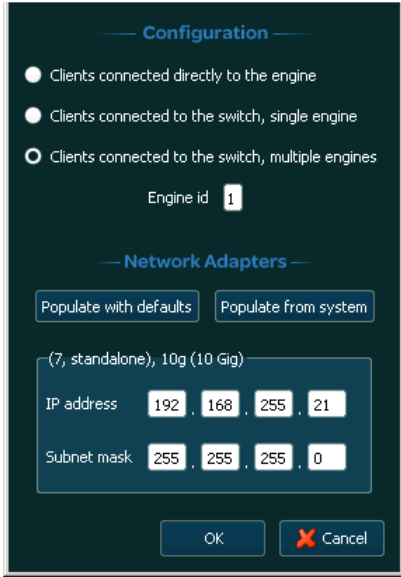 Configuration
Clients connected directly to the engine
Clients connected to the switch, single engine
Clients connected to the switch, multiple engines
Engine id 1
Network Adapters
Populate with defaults Populate from system
(7, standalone), 10g (10 Gig)
IP address 192 . 168 . 255 . 21
Subnet mask 255 . 255 . 255 . 0
OK Cancel